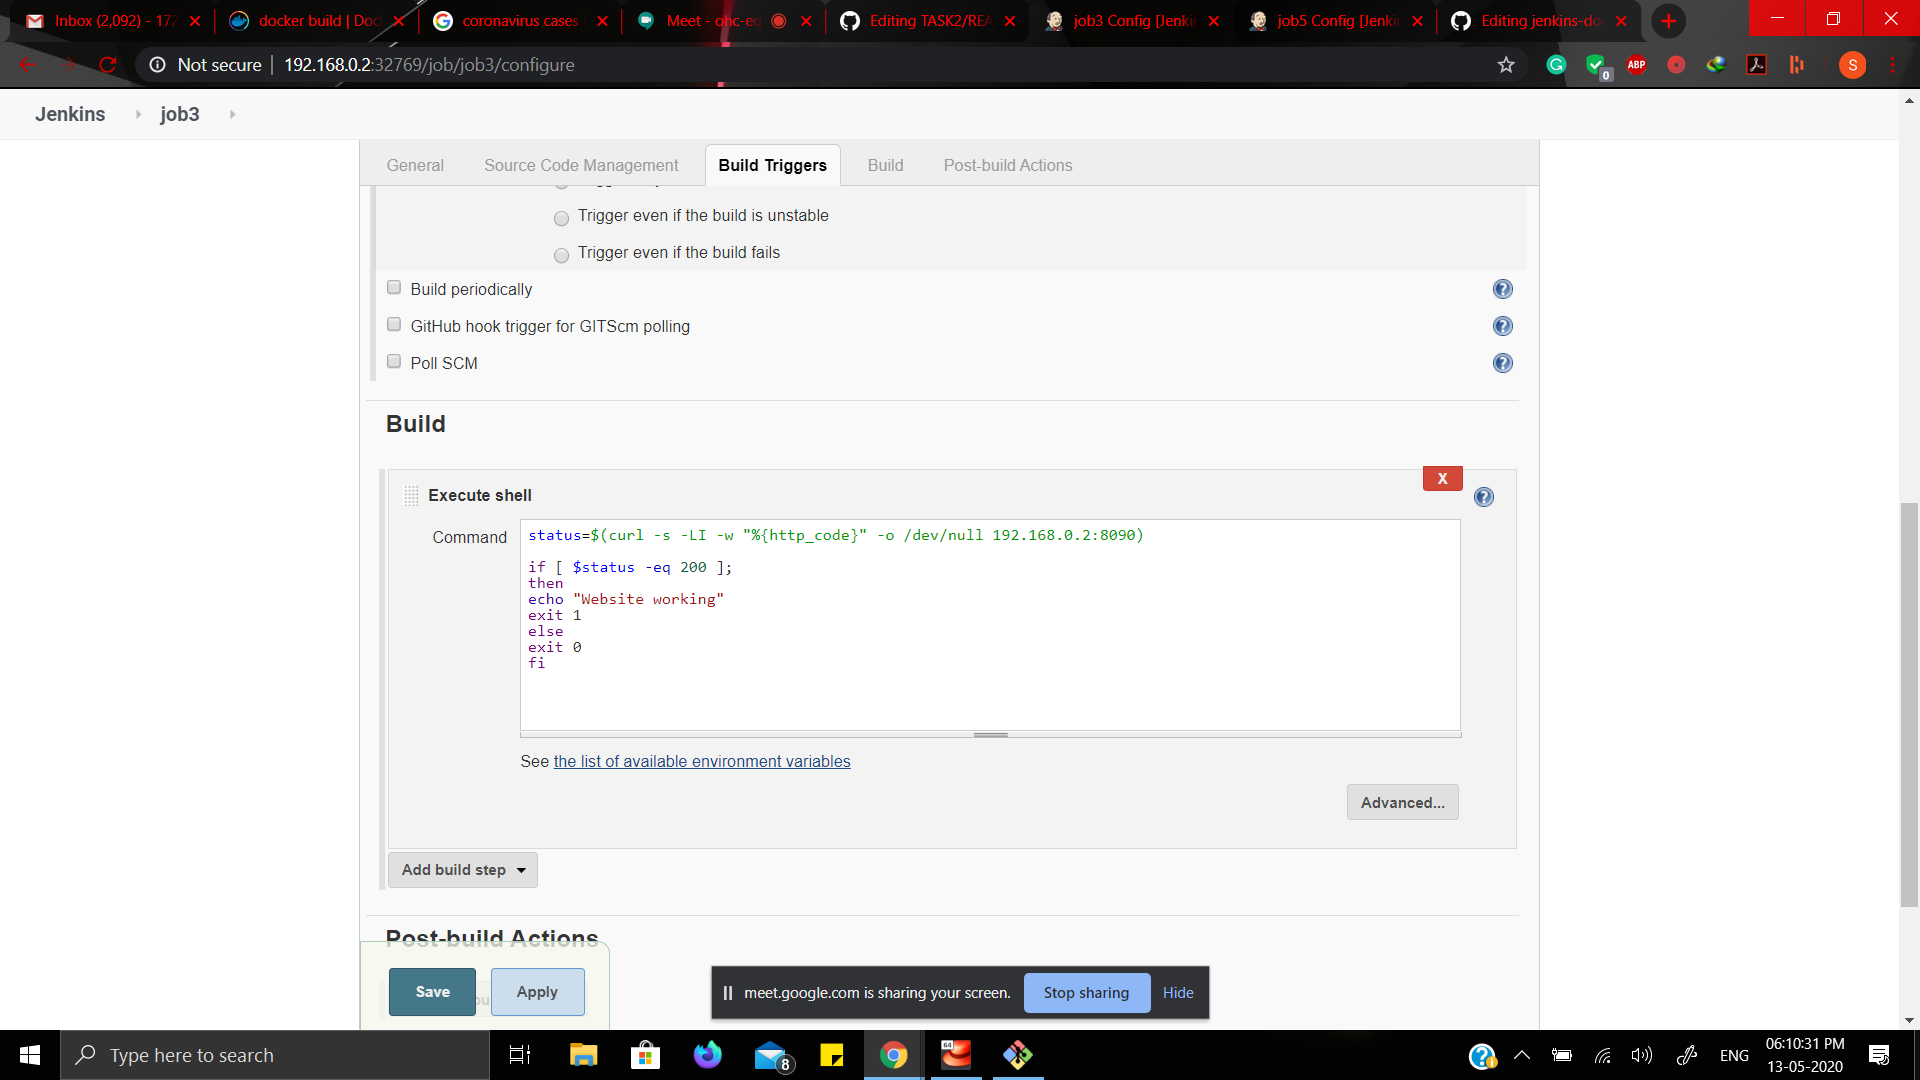 Inbox (2,092) - 172
docker build | Doc
coronavirus cases
Meet - ohc-eq
Editing TASK2/REA
job3 Config [Jenkin
job5 Config [Jenkin
Editing jenkins-do
Not secure 192.168.0.2:32769/job/job3/configure
0
ABP
S
Jenkins
job3
General
Source Code Management
Build Triggers
Build
Post-build Actions
Trigger even if the build is unstable
Trigger even if the build fails
Build periodically
GitHub hook trigger for GITScm polling
Poll SCM
Build
X
Execute shell
Command
status=$(curl -s -LI -w "%{http_code}" -o /dev/null 192.168.0.2:8090)
if [ $status -eq 200 ];
then
echo "Website working"
exit 1
else
exit 0
fi
See the list of available environment variables
Advanced...
Add build step
Post-build Actions
Save
Apply
meet.google.com is sharing your screen.
Stop sharing
Hide
Type here to search
8
64
ENG
06:10:31 PM
13-05-2020